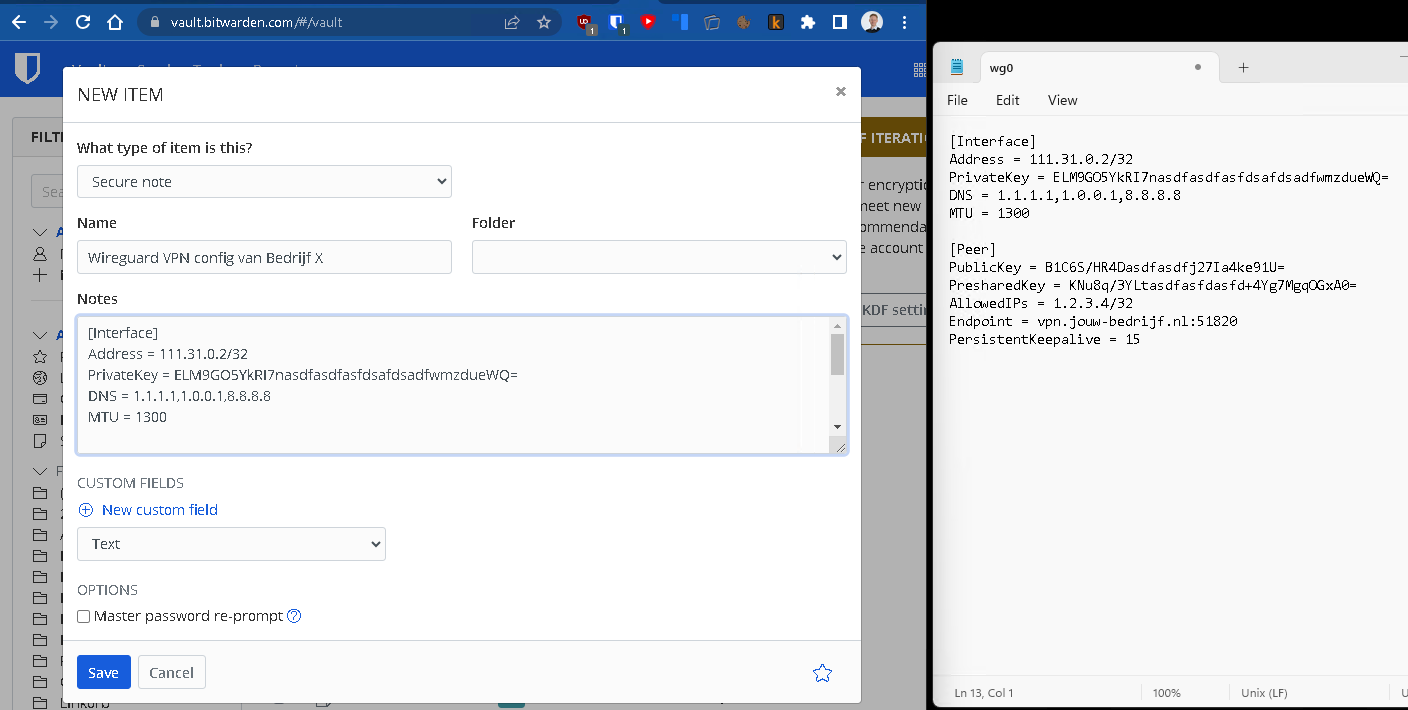 vault.bitwarden.com/#/vault
1
1
NEW ITEM
×
What type of item is this?
Secure note
Name
Folder
Wireguard VPN config van Bedrijf X
Notes
[Interface]
Address = 111.31.0.2/32
PrivateKey = ELM9GO5YkRI7nasdfasdfasfdsafdsadfwmzdueWQ=
DNS = 1.1.1.1,1.0.0.1,8.8.8.8
MTU = 1300
CUSTOM FIELDS
New custom field
Text
OPTIONS
Master password re-prompt
Save
Cancel
FILT
Sea
F ITERATI
r encryptio
meet new
ommenda
e account
KDF settin
wg0
File
Edit
View
[Interface]
Address = 111.31.0.2/32
PrivateKey = ELM9GO5YkRI7nasdfasdfasfdsafdsadfwmzdueWQ=
DNS = 1.1.1.1,1.0.0.1,8.8.8.8
MTU = 1300
[Peer]
PublicKey = B1C6S/HR4Dasdfasdfj27Ia4ke91U=
PresharedKey = KNu8q/3YLtasdfasfdasfd+4Yg7MgqOGxA0=
AllowedIPs = 1.2.3.4/32
Endpoint = vpn.jouw-bedrijf.nl:51820
PersistentKeepalive = 15
Ln 13, Col 1
100%
Unix (LF)